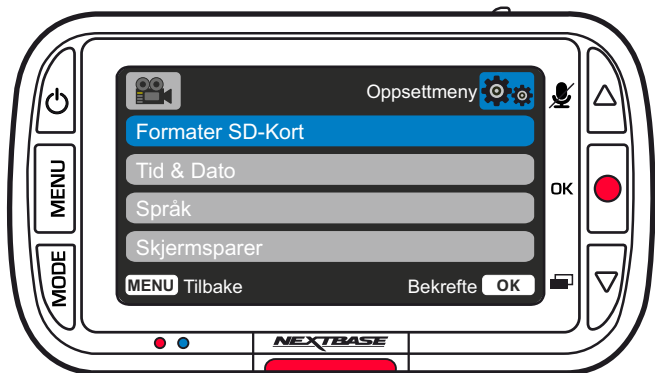 Oppsettmeny
Formater SD-Kort
Tid & Dato
Språk
Skjermsparer
MENU Tilbake
Bekrefte OK
MENU
MODE
OK
NEXTBASE